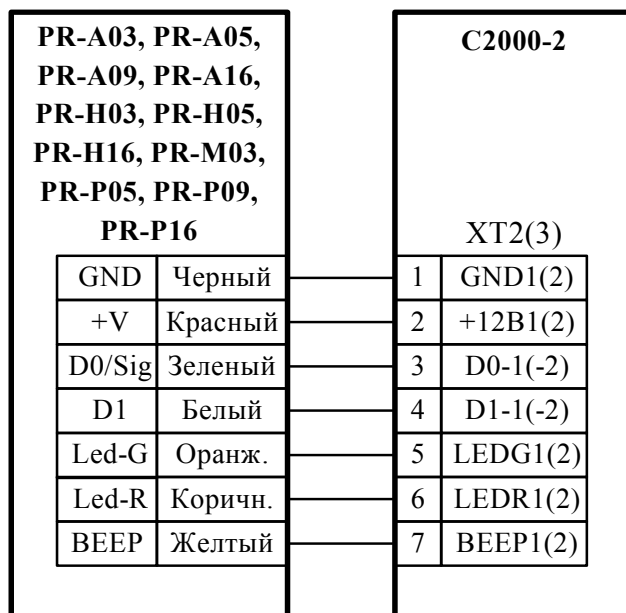 PR-A03, PR-A05,
PR-A09, PR-A16,
PR-H03, PR-H05,
PR-H16, PR-M03,
PR-P05, PR-P09,
PR-P16
C2000-2
XT2(3)
GND Черный 1 GND1(2)
+V Красный 2 +12В1(2)
D0/Sig Зеленый 3 D0-1(-2)
D1 Белый 4 D1-1(-2)
Led-G Оранж. 5 LEDG1(2)
Led-R Коричн. 6 LEDR1(2)
BEEP Желтый 7 BEEP1(2)